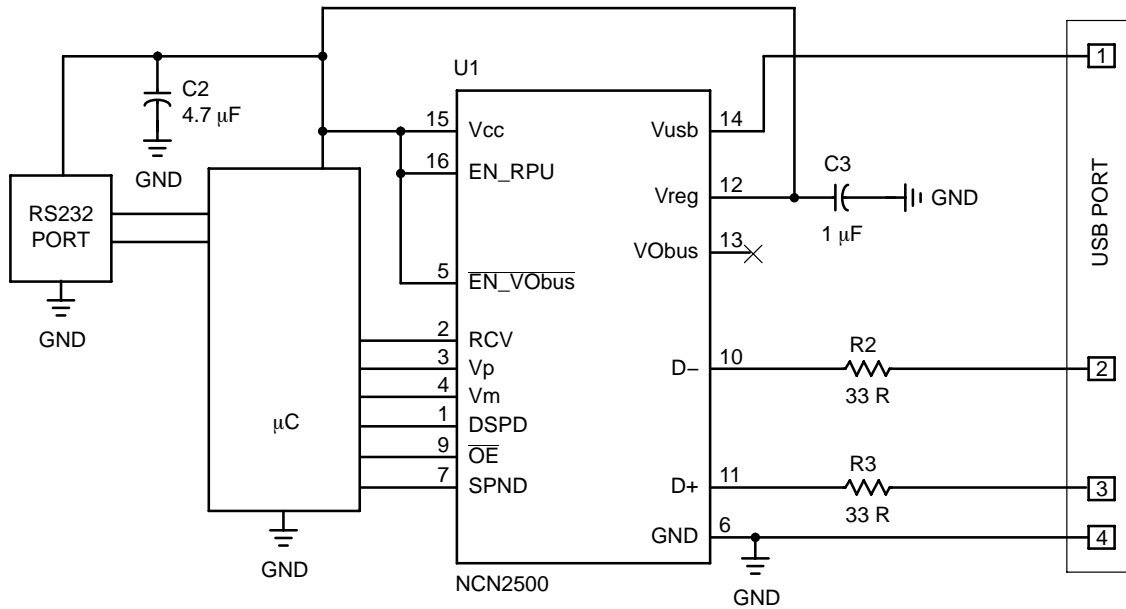 U1
C2
4.7 μF
GND
RS232
PORT
GND
μC
GND
15
Vcc
16
EN_RPU
5
EN_VObus
2
RCV
3
Vp
4
Vm
1
DSPD
9
OE
7
SPND
Vusb
14
Vreg
12
VObus
13
D−
10
D+
11
GND
6
NCN2500
GND
C3
1 μF
GND
R2
33 R
R3
33 R
USB PORT
1
2
3
4